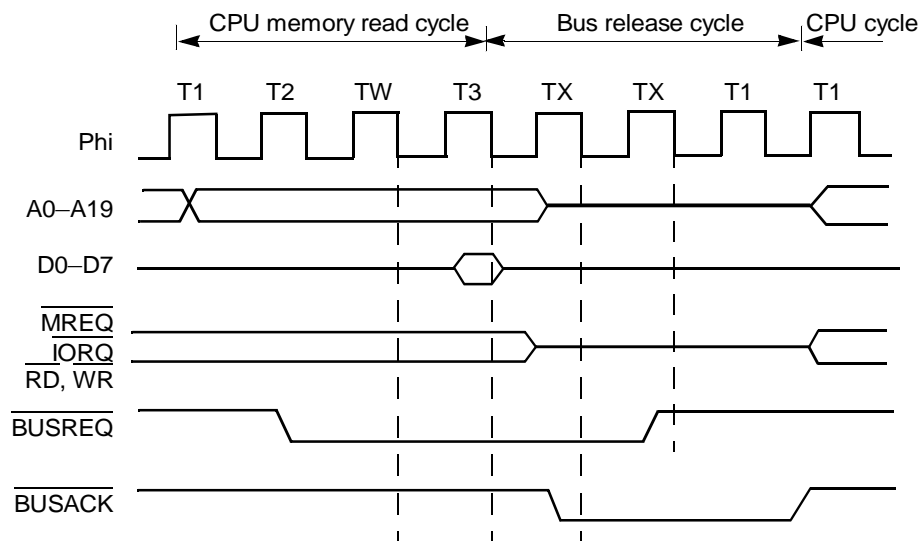 CPU memory read cycle Bus release cycle CPU cycle
T1 T2 TW T3 TX TX T1 T1
Phi
A0–A19
D0–D7
MREQ
IORQ
RD, WR
BUSREQ
BUSACK